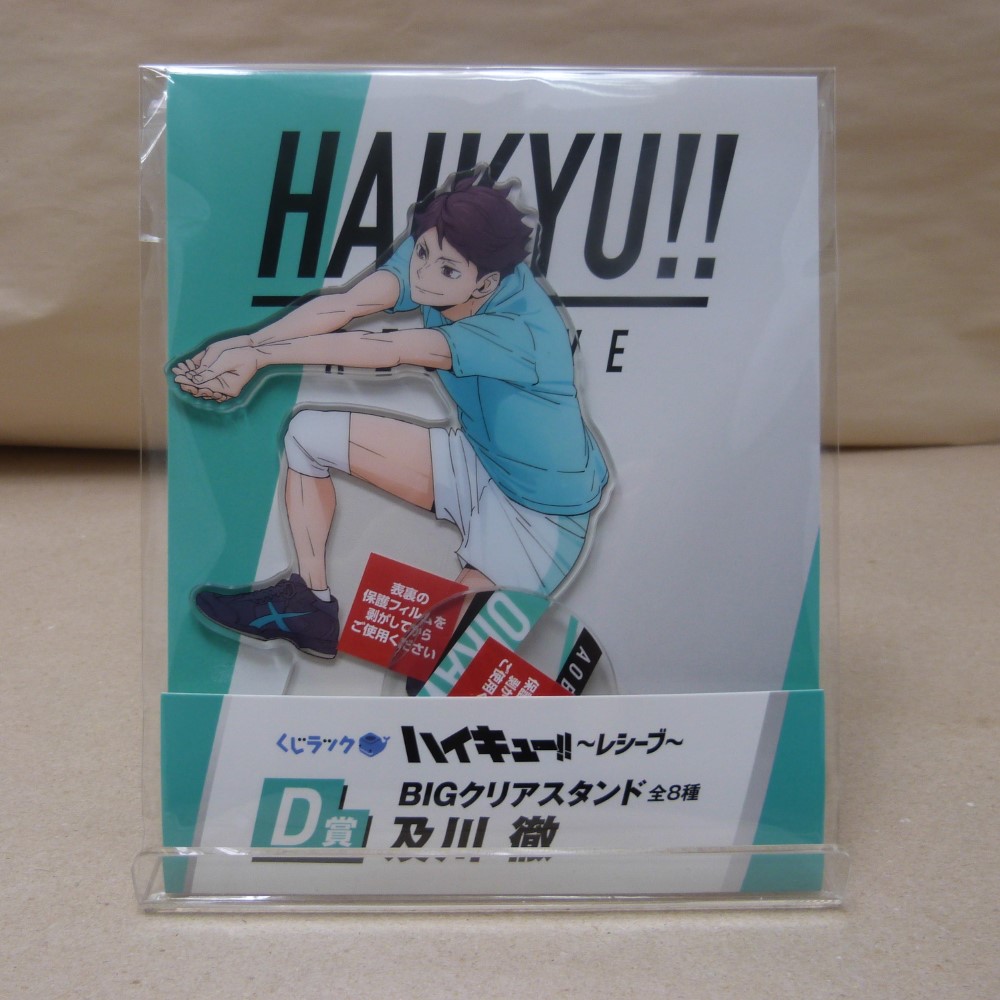 HAIKYU!!
表裏の
保護フィルムを
剥がしてから
ご使用ください
くじラック ハイキュー!! ～レシーブ～
D賞
BIGクリアスタンド 全8種
及川 徹